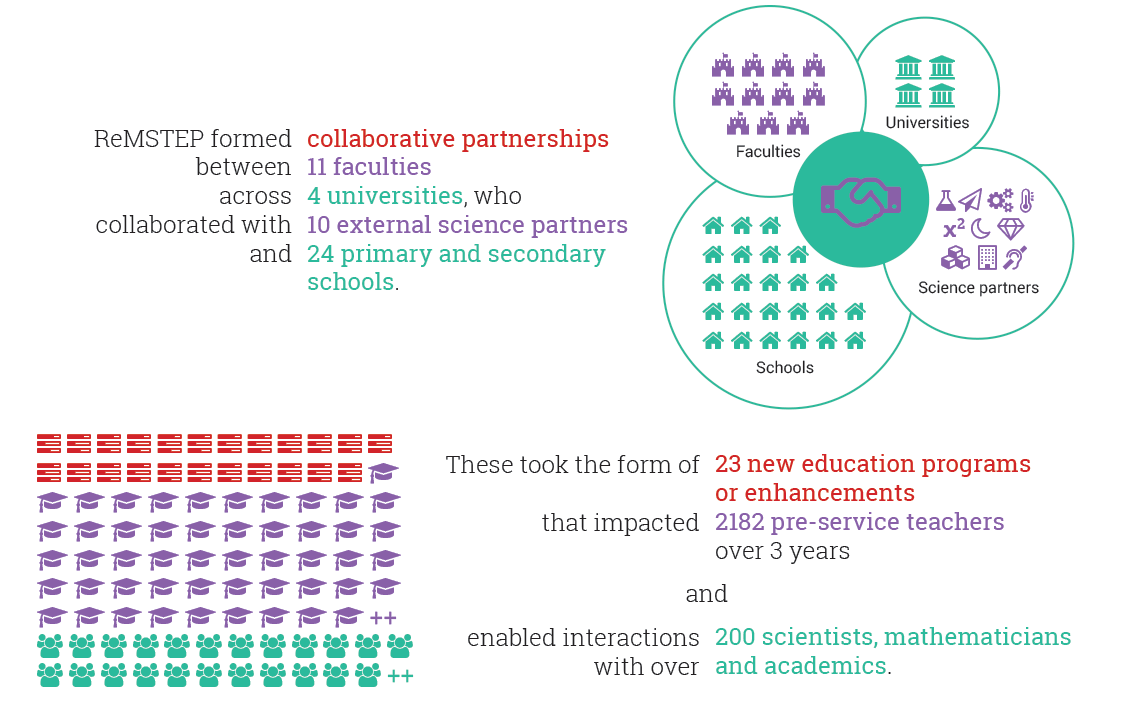 ReMSTEP formed collaborative partnerships
between 11 faculties
across 4 universities, who
collaborated with 10 external science partners
and 24 primary and secondary
schools.
Faculties
Universities
x²
Science partners
Schools
These took the form of 23 new education programs
or enhancements
that impacted 2182 pre-service teachers
over 3 years
and
enabled interactions 200 scientists, mathematicians
with over and academics.
++
++